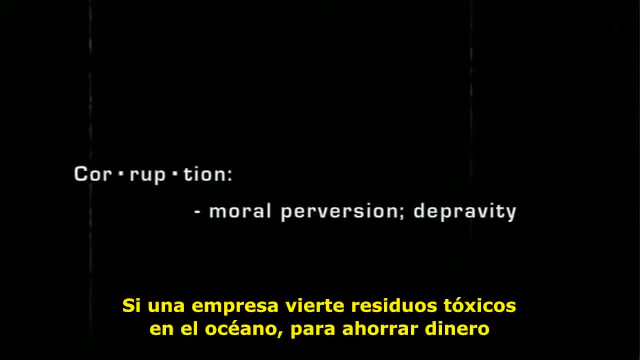 Cor·rup·tion:
- moral perversion; depravity
Si una empresa vierte residuos tóxicos
en el océano, para ahorrar dinero